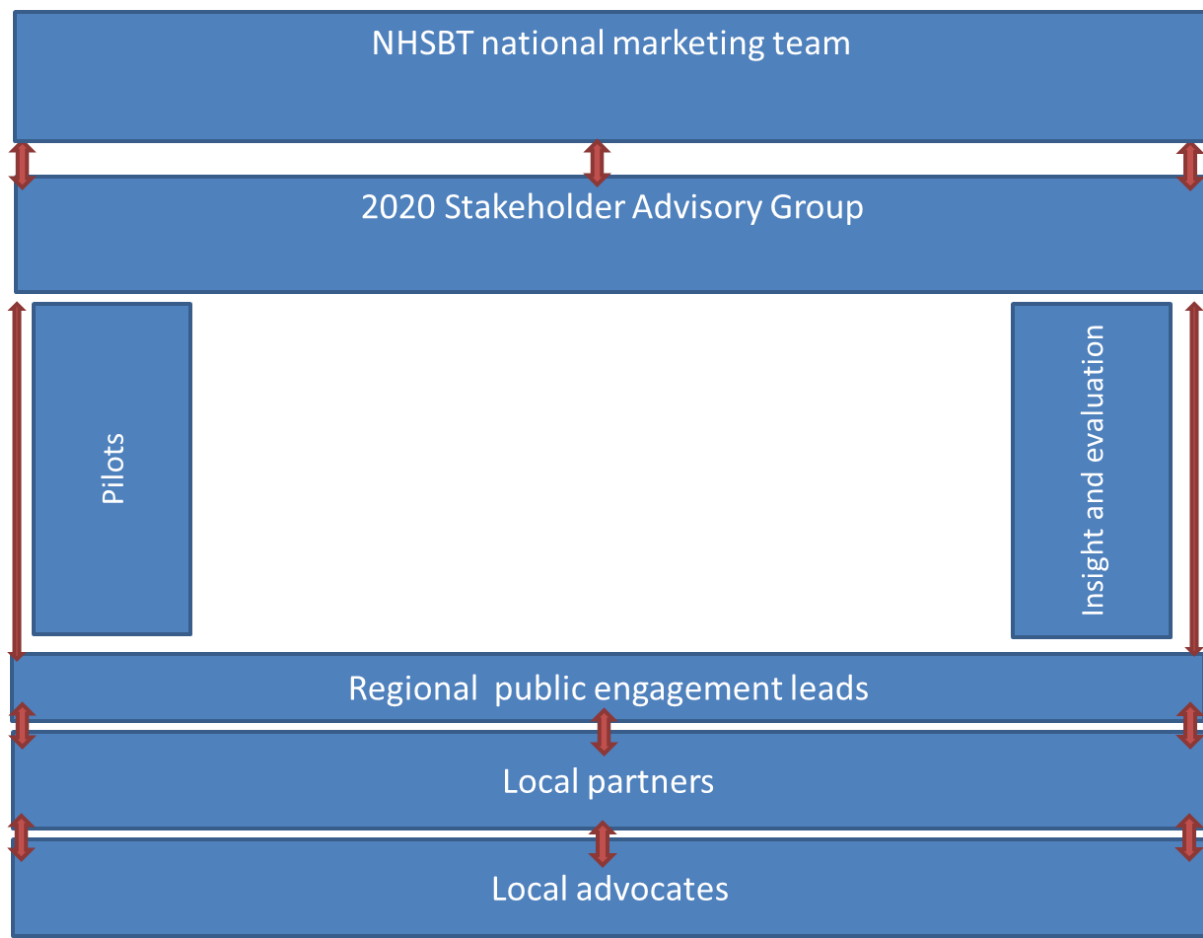 NHSBT national marketing team
2020 Stakeholder Advisory Group
Pilots
Insight and evaluation
Regional  public engagement leads
Local partners
Local advocates